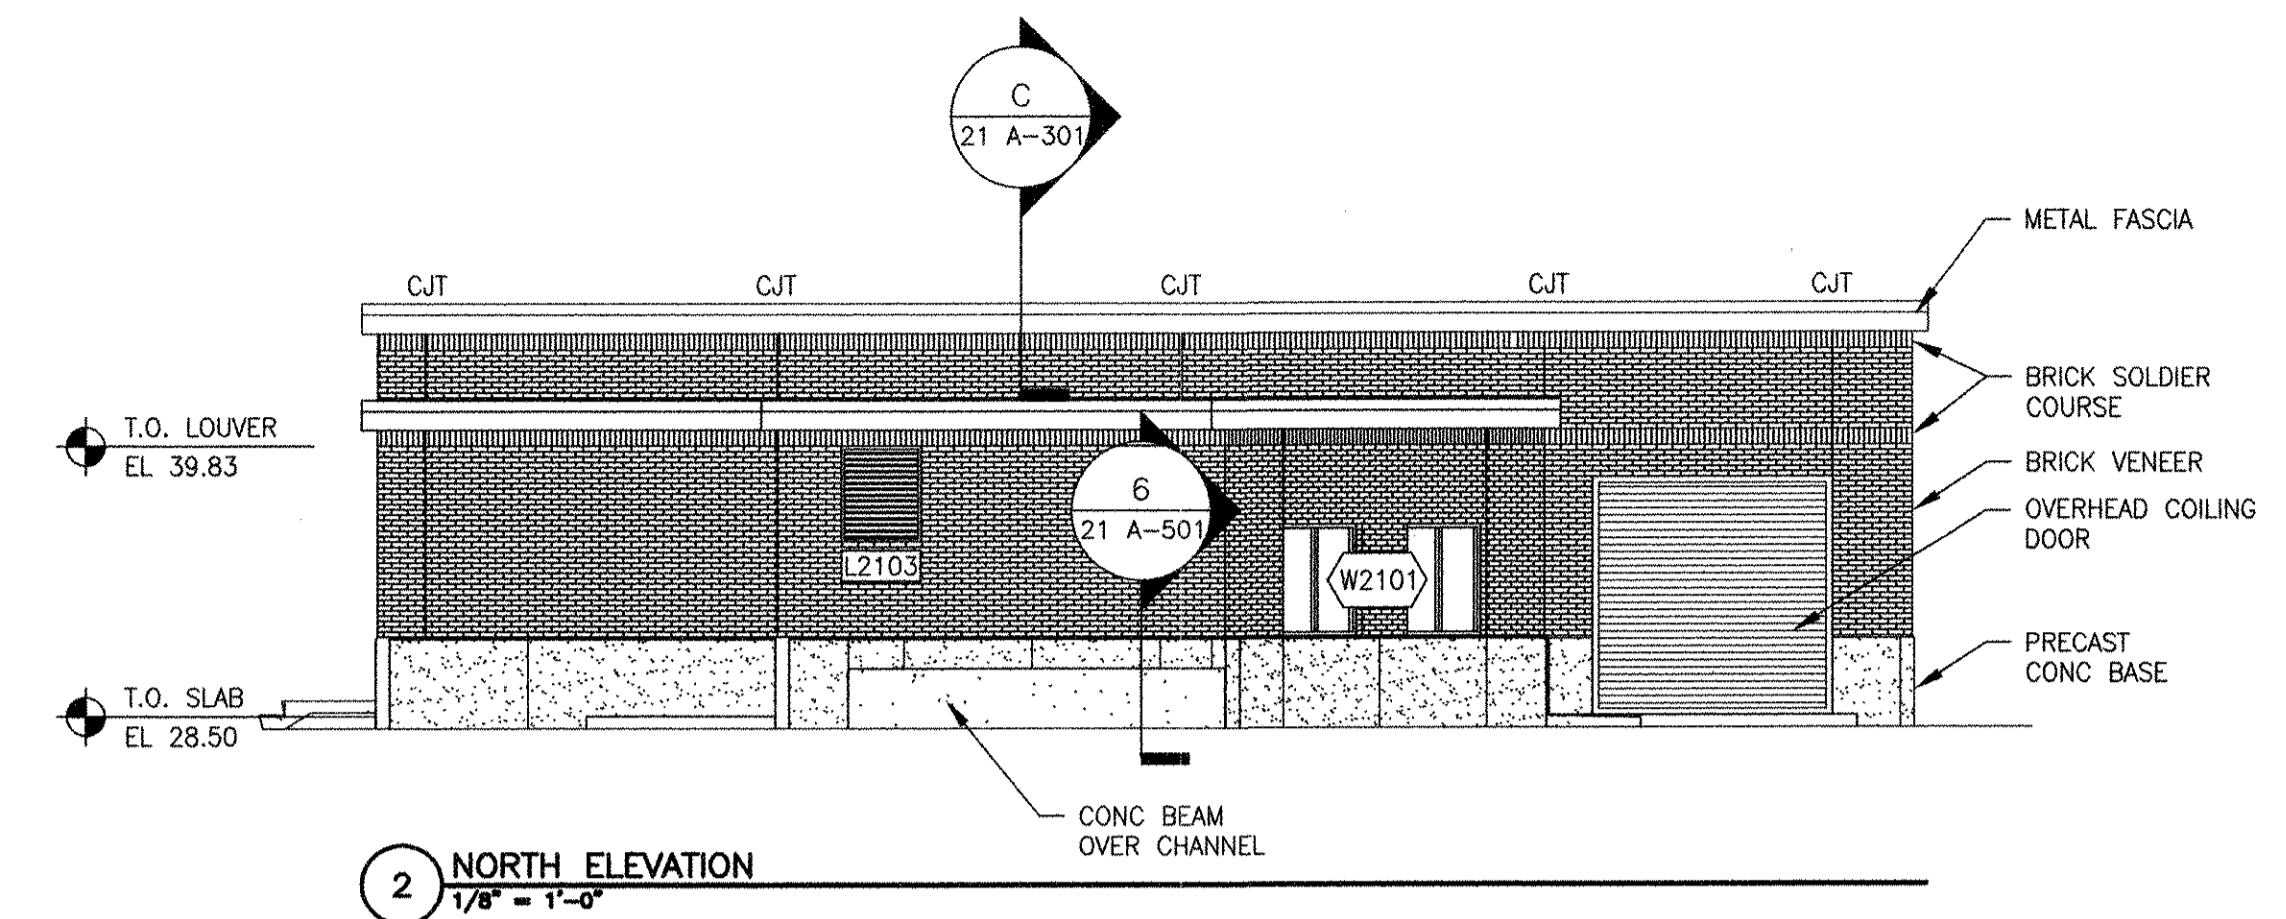 C
21 A-301
METAL FASCIA
CJT CJT CJT CJT CJT
BRICK SOLDIER
COURSE
T.O. LOUVER
EL 39.83
BRICK VENEER
6
21 A-501
OVERHEAD COILING
DOOR
L2103
W2101
PRECAST
CONC BASE
T.O. SLAB
EL 28.50
CONC BEAM
OVER CHANNEL
2
NORTH ELEVATION
1/8" = 1'-0"